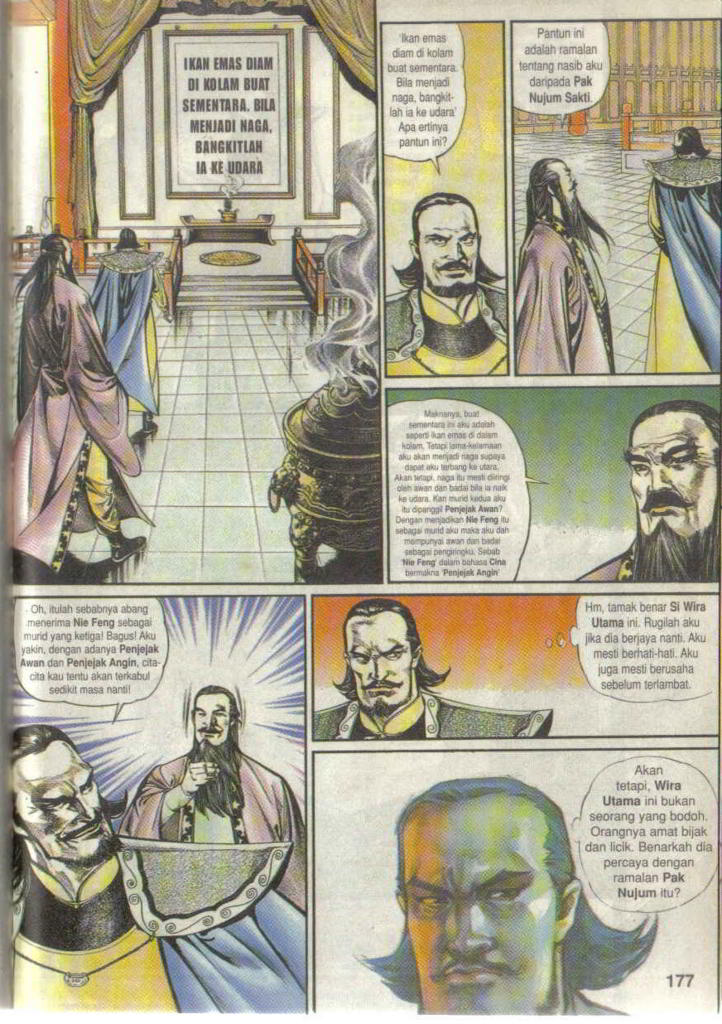 IKAN EMAS DIAM
DI KOLAM BUAT
SEMENTARA. BILA
MENJADI NAGA,
BANGKITLAH
IA KE UDARA
'Ikan emas
diam di kolam
buat sementara.
Bila menjadi
naga, bangkit-
lah ia ke udara'
Apa ertinya
pantun ini?
Pantun ini
adalah ramalan
tentang nasib aku
daripada Pak
Nujum Sakti.
Maknanya, buat
sementara ini aku adalah
seperti ikan emas di dalam
kolam. Tetapi lama-kelamaan
aku akan menjadi naga supaya
dapat aku terbang ke utara.
Akan tetapi, naga itu mesti diiringi
oleh awan dan badai bila ia naik
ke udara. Kan murid kedua aku
itu dipanggil Penjejak Awan?
Dengan menjadikan Nie Feng itu
sebagai murid aku maka aku dah
mempunyai awan dan badai
sebagai pengiringku. Sebab
'Nie Feng' dalam bahasa Cina
bermakna 'Penjejak Angin'
Oh, itulah sebabnya abang
menerima Nie Feng sebagai
murid yang ketiga! Bagus! Aku
yakin, dengan adanya Penjejak
Awan dan Penjejak Angin, cita-
cita kau tentu akan terkabul
sedikit masa nanti!
Hm, tamak benar Si Wira
Utama ini. Rugilah aku
jika dia berjaya nanti. Aku
mesti berhati-hati. Aku
juga mesti berusaha
sebelum terlambat.
Akan
tetapi, Wira
Utama ini bukan
seorang yang bodoh.
Orangnya amat bijak
dan licik. Benarkah dia
percaya dengan
ramalan Pak
Nujum itu?
177